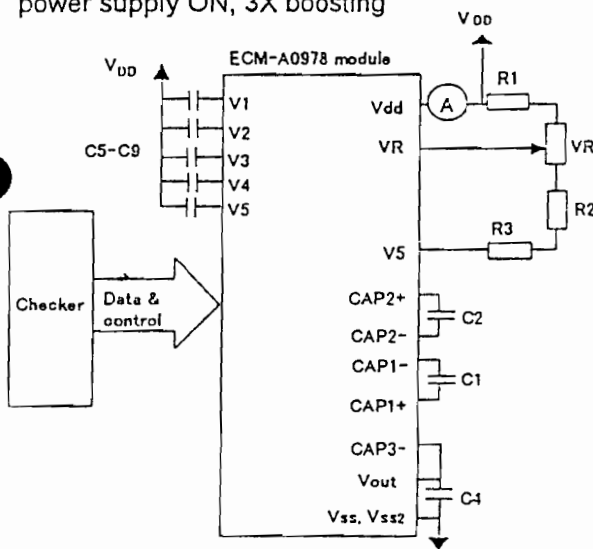 power supply ON, 3X boosting
ECM-A0978 module
VDD
VDD
V1
V2
V3
V4
V5
C5-C9
Vdd
A
R1
VR
VR
R2
R3
V5
Checker
Data &
control
CAP2+
CAP2-
C2
CAP1-
CAP1+
C1
CAP3-
Vout
C4
Vss, Vss2